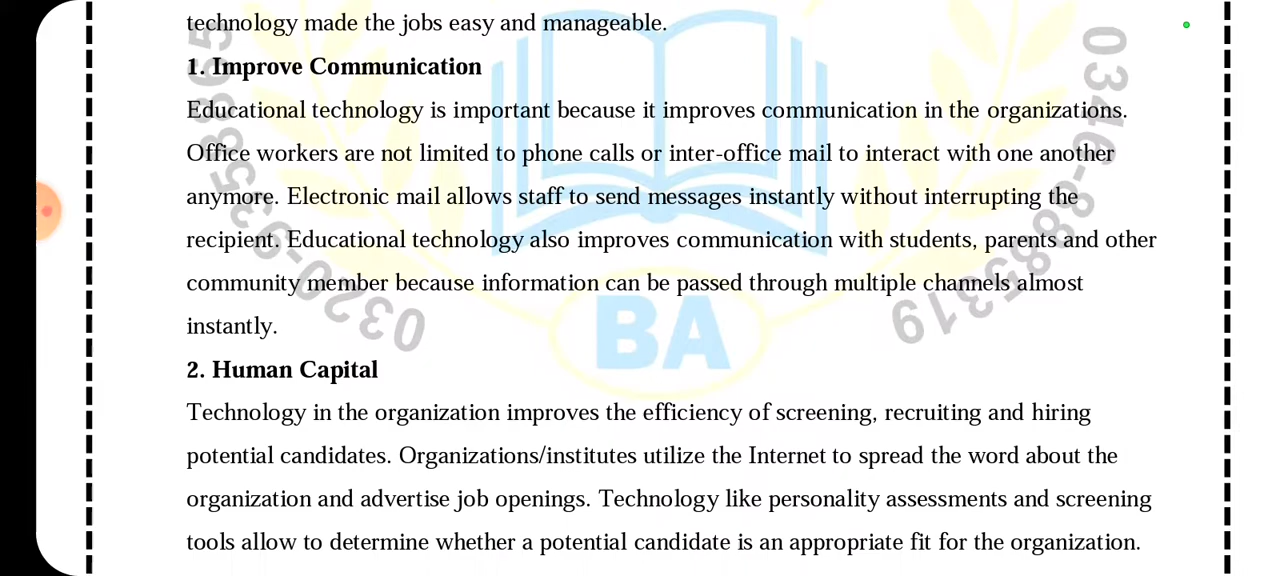 technology made the jobs easy and manageable.
1. Improve Communication
Educational technology is important because it improves communication in the organizations.
Office workers are not limited to phone calls or inter-office mail to interact with one another
anymore. Electronic mail allows staff to send messages instantly without interrupting the
recipient. Educational technology also improves communication with students, parents and other
community member because information can be passed through multiple channels almost
instantly.
BA
2. Human Capital
Technology in the organization improves the efficiency of screening, recruiting and hiring
potential candidates. Organizations/institutes utilize the Internet to spread the word about the
organization and advertise job openings. Technology like personality assessments and screening
tools allow to determine whether a potential candidate is an appropriate fit for the organization.